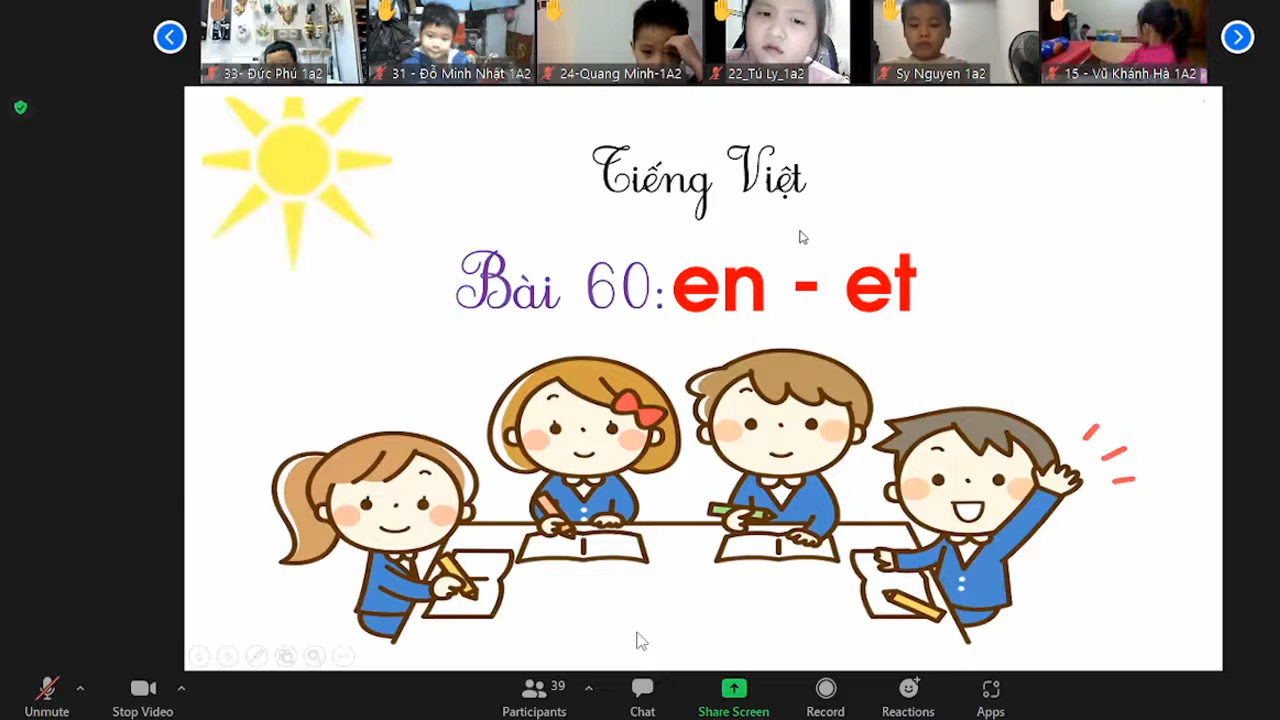 33- Đức Phú 1a2
31 - Đỗ Minh Nhật 1A2
24-Quang Minh-1A2
22_Tú Ly_1a2
Sy Nguyen 1a2
15 - Vũ Khánh Hà 1A2
Tiếng Việt
Bài 60: en - et
39
Unmute
Stop Video
Participants
Chat
Share Screen
Record
Reactions
Apps